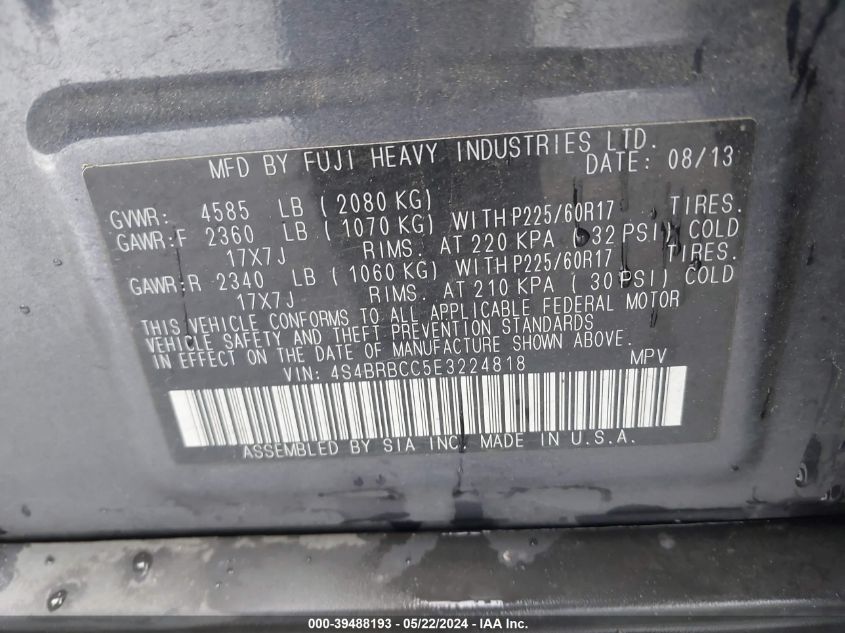 MFD BY FUJI HEAVY INDUSTRIES LTD.
DATE: 08/13
GVWR: 4585 LB ( 2080 KG)
GAWR:F 2360 LB ( 1070 KG) WITH P225/60R17 TIRES.
17X7J RIMS. AT 220 KPA ( 32 PSI) COLD
GAWR:R 2340 LB ( 1060 KG) WITH P225/60R17 TIRES.
17X7J RIMS. AT 210 KPA ( 30 PSI) COLD
THIS VEHICLE CONFORMS TO ALL APPLICABLE FEDERAL MOTOR
VEHICLE SAFETY AND THEFT PREVENTION STANDARDS
IN EFFECT ON THE DATE OF MANUFACTURE SHOWN ABOVE.
VIN: 4S4BRBCC5E3224818 MPV
ASSEMBLED BY SIA INC. MADE IN U.S.A.
000-39488193 - 05/22/2024 - IAA Inc.